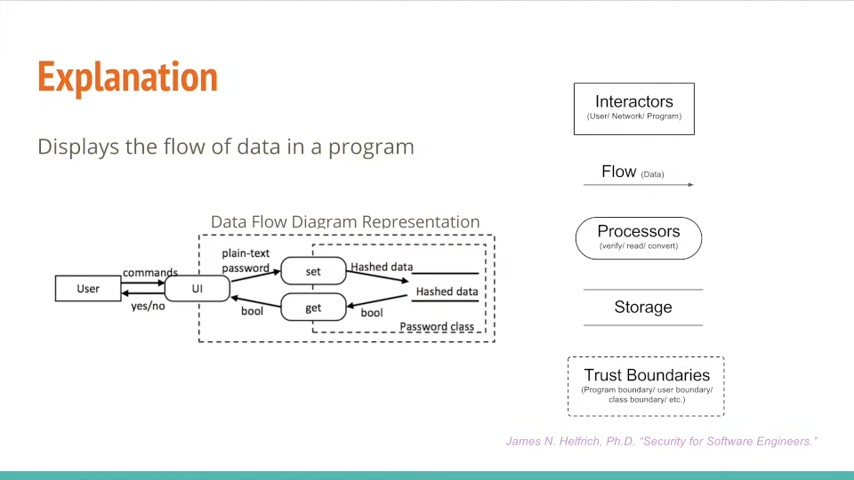 Explanation
Displays the flow of data in a program
Data Flow Diagram Representation
User
commands
yes/no
UI
plain-text
password
bool
set
get
Hashed data
Hashed data
bool
Password class
Interactors
(User/ Network/ Program)
Flow (Data)
Processors
(verify/ read/ convert)
Storage
Trust Boundaries
(Program boundary/ user boundary/
class boundary/ etc.)
James N. Helfrich, Ph.D. “Security for Software Engineers.”